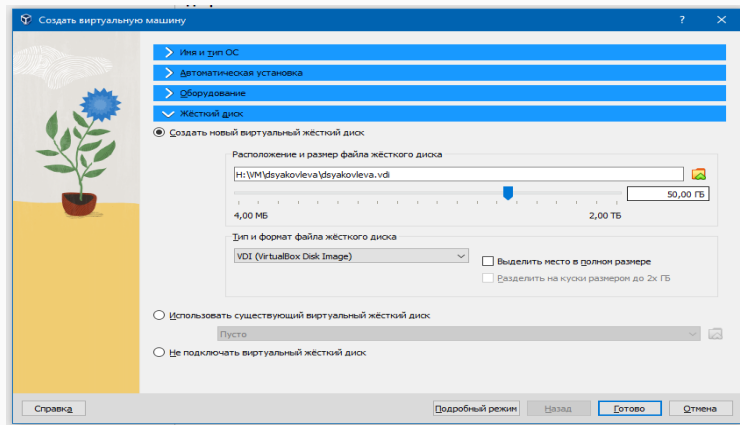 Создать виртуальную машину
Имя и тип ОС
Автоматическая установка
Оборудование
Жёсткий диск
Создать новый виртуальный жёсткий диск
Расположение и размер файла жёсткого диска
H:\VM\dsyakovleva\dsyakovleva.vdi
50,00 ГБ
4,00 МБ 2,00 ТБ
Тип и формат файла жёсткого диска
VDI (VirtualBox Disk Image)
Выделить место в полном размере
Разделить на куски размером до 2х ГБ
Использовать существующий виртуальный жёсткий диск
Пусто
Не подключать виртуальный жёсткий диск
Справка Подробный режим Назад Готово Отмена